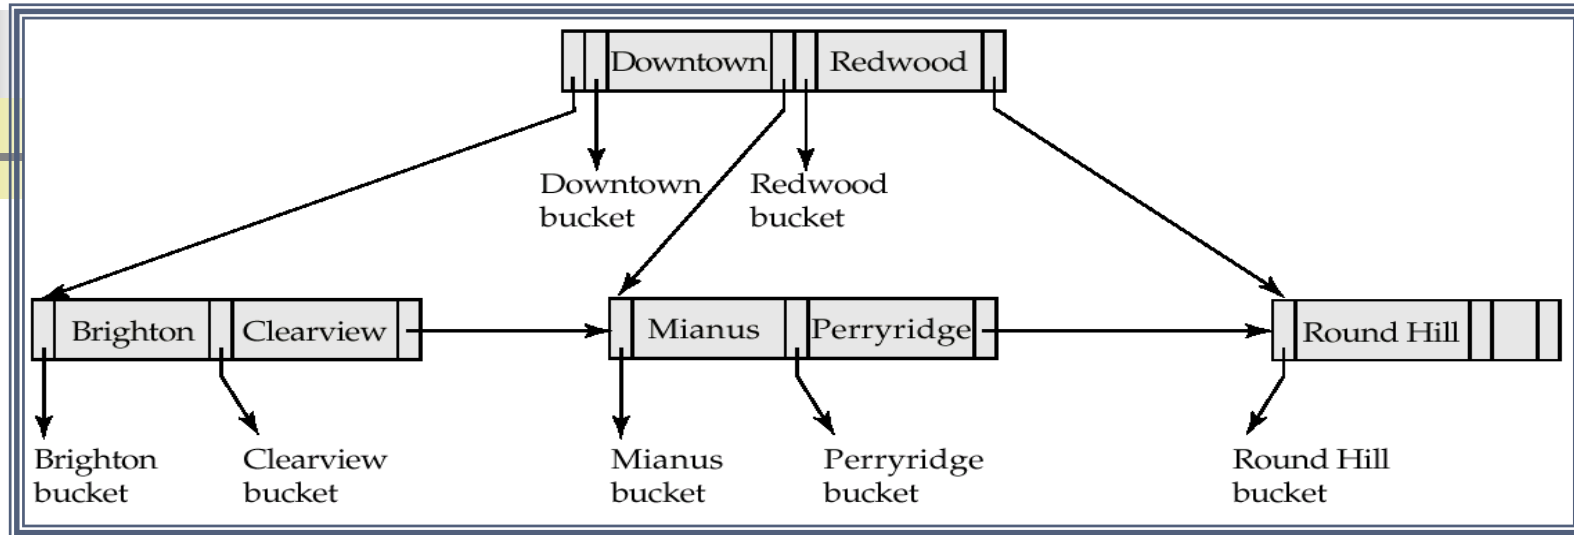 Downtown Redwood
Downtown bucket
Redwood bucket
Brighton Clearview
Mianus Perryridge
Round Hill
Brighton bucket
Clearview bucket
Mianus bucket
Perryridge bucket
Round Hill bucket